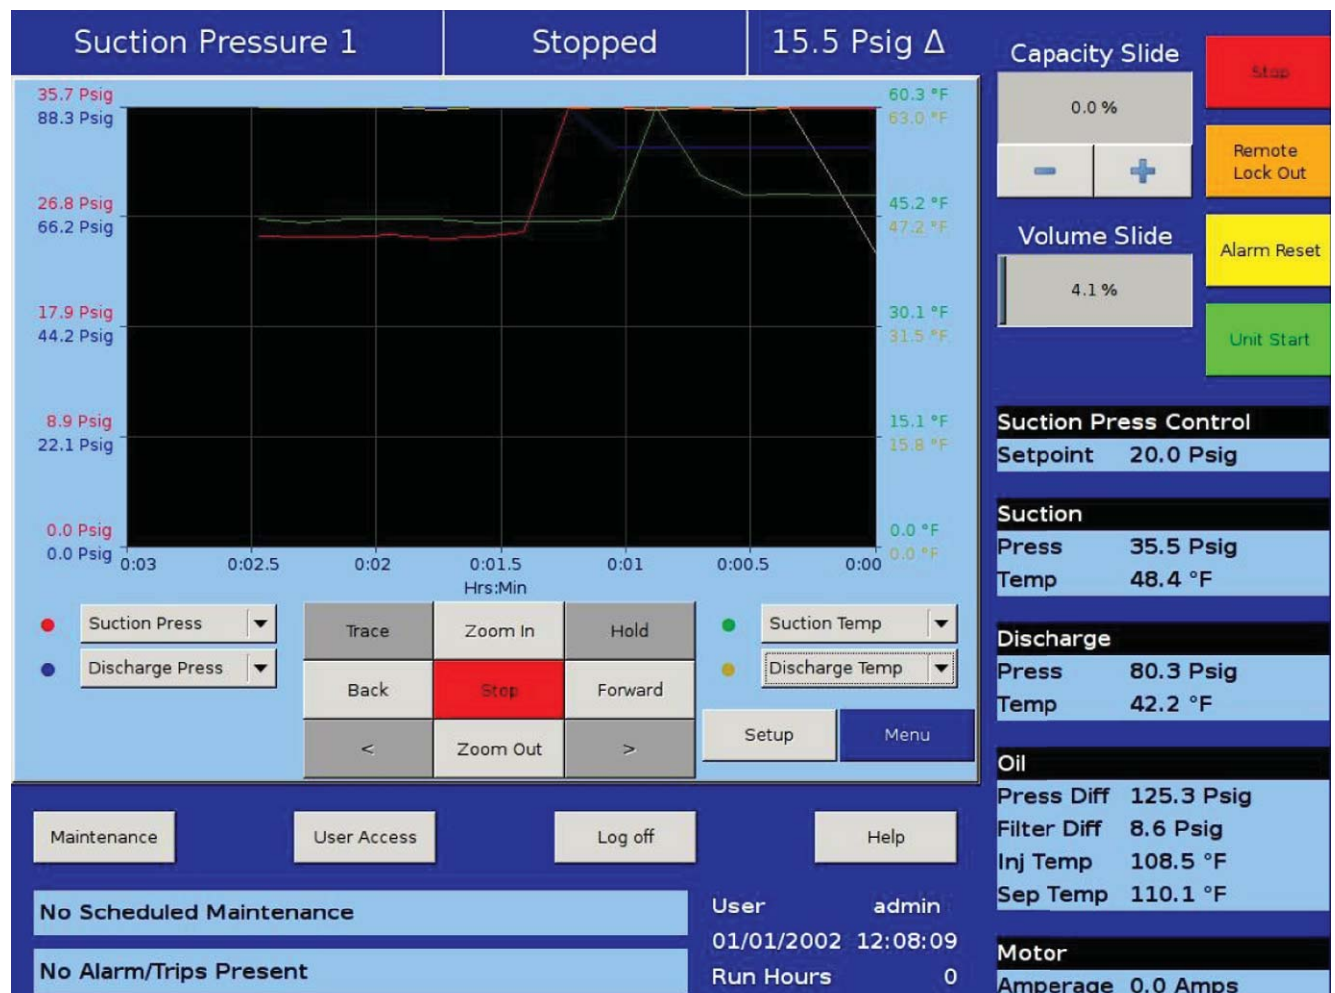 Suction Pressure 1
Stopped
15.5 Psig Δ
Capacity Slide
0.0 %
Stop
Remote
Lock Out
Volume Slide
4.1 %
Alarm Reset
Unit Start
35.7 Psig
88.3 Psig
60.3 °F
63.0 °F
26.8 Psig
66.2 Psig
45.2 °F
47.2 °F
17.9 Psig
44.2 Psig
30.1 °F
31.5 °F
8.9 Psig
22.1 Psig
15.1 °F
15.8 °F
0.0 Psig
0.0 Psig
0.0 °F
0.0 °F
0:03 0:02.5 0:02 0:01.5 0:01 0:00.5 0:00
Hrs:Min
Suction Press
Discharge Press
Trace Zoom In Hold
Back Stop Forward
< Zoom Out >
Suction Temp
Discharge Temp
Setup Menu
Suction Press Control
Setpoint 20.0 Psig
Suction
Press 35.5 Psig
Temp 48.4 °F
Discharge
Press 80.3 Psig
Temp 42.2 °F
Oil
Press Diff 125.3 Psig
Filter Diff 8.6 Psig
Inj Temp 108.5 °F
Sep Temp 110.1 °F
Motor
Amperage 0.0 Amps
Maintenance User Access Log off Help
No Scheduled Maintenance
No Alarm/Trips Present
User admin
01/01/2002 12:08:09
Run Hours 0